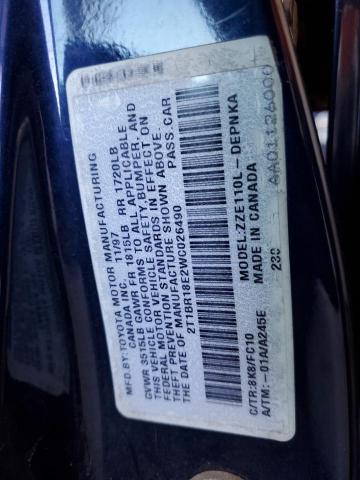 MFD. BY: TOYOTA MOTOR MANUFACTURING
CANADA INC. 11/97
GVWR 3515LB GAWR FR 1815LB RR 1720LB
THIS VEHICLE CONFORMS TO ALL APPLICABLE
FEDERAL MOTOR VEHICLE SAFETY, BUMPER, AND
THEFT PREVENTION STANDARDS IN EFFECT ON
THE DATE OF MANUFACTURE SHOWN ABOVE.
2T1BR18E2WC026490 PASS.CAR
MODEL:ZZE110L-DEPNKA
MADE IN CANADA
C/TR:8K8/FC10 230
A/TM:-01A/A245E
AA01126000